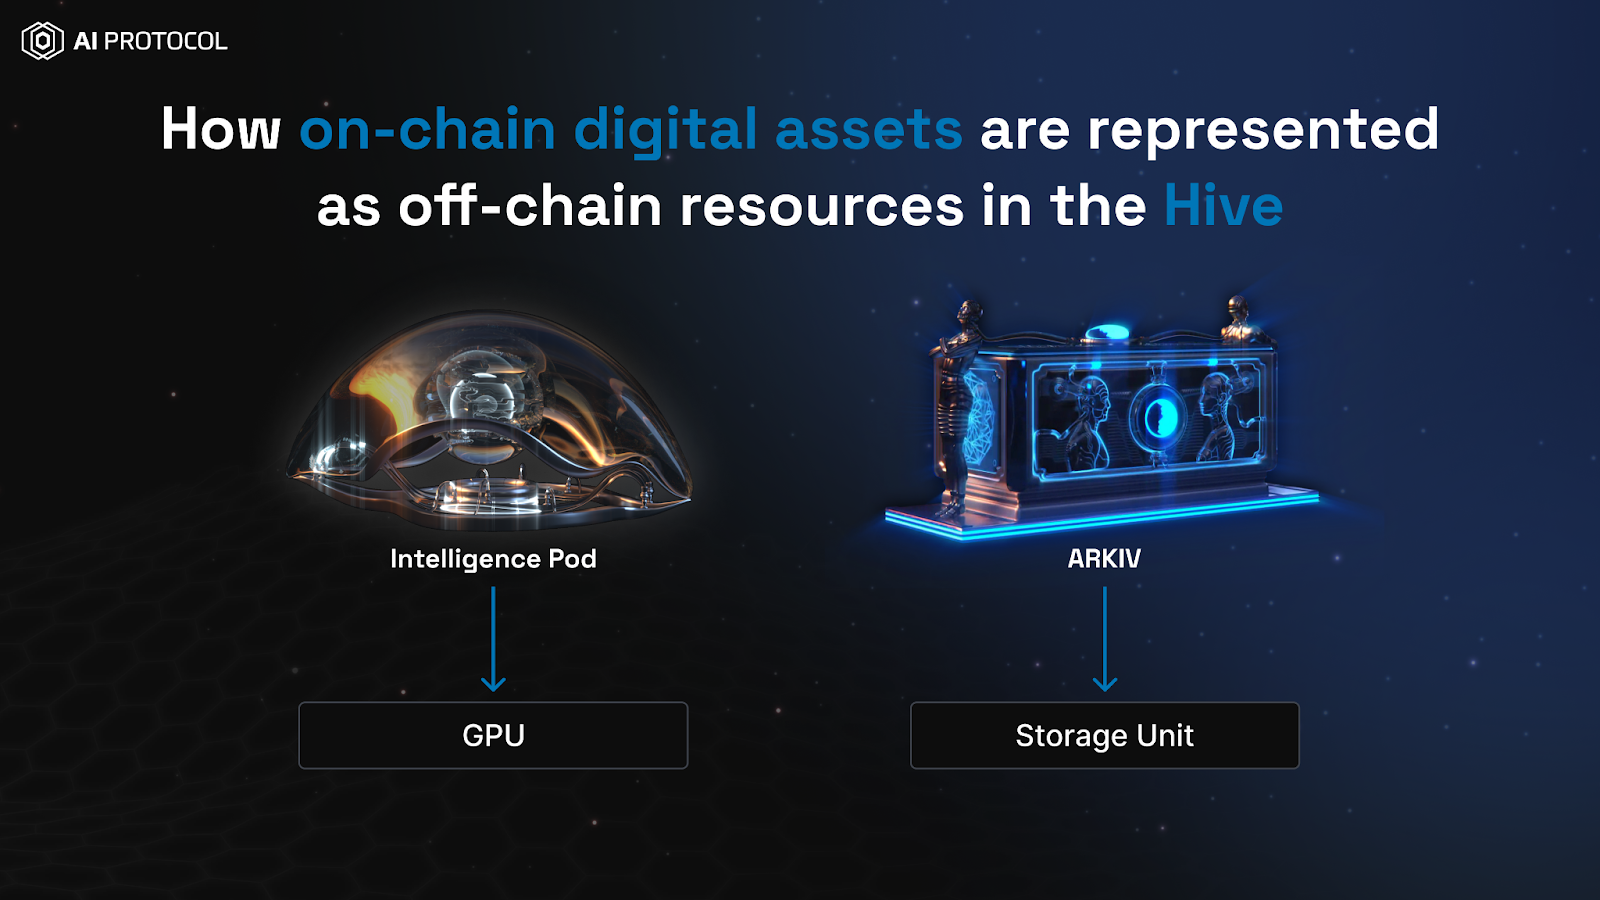 AI PROTOCOL
How on-chain digital assets are represented
as off-chain resources in the Hive
Intelligence Pod
ARKIV
GPU
Storage Unit